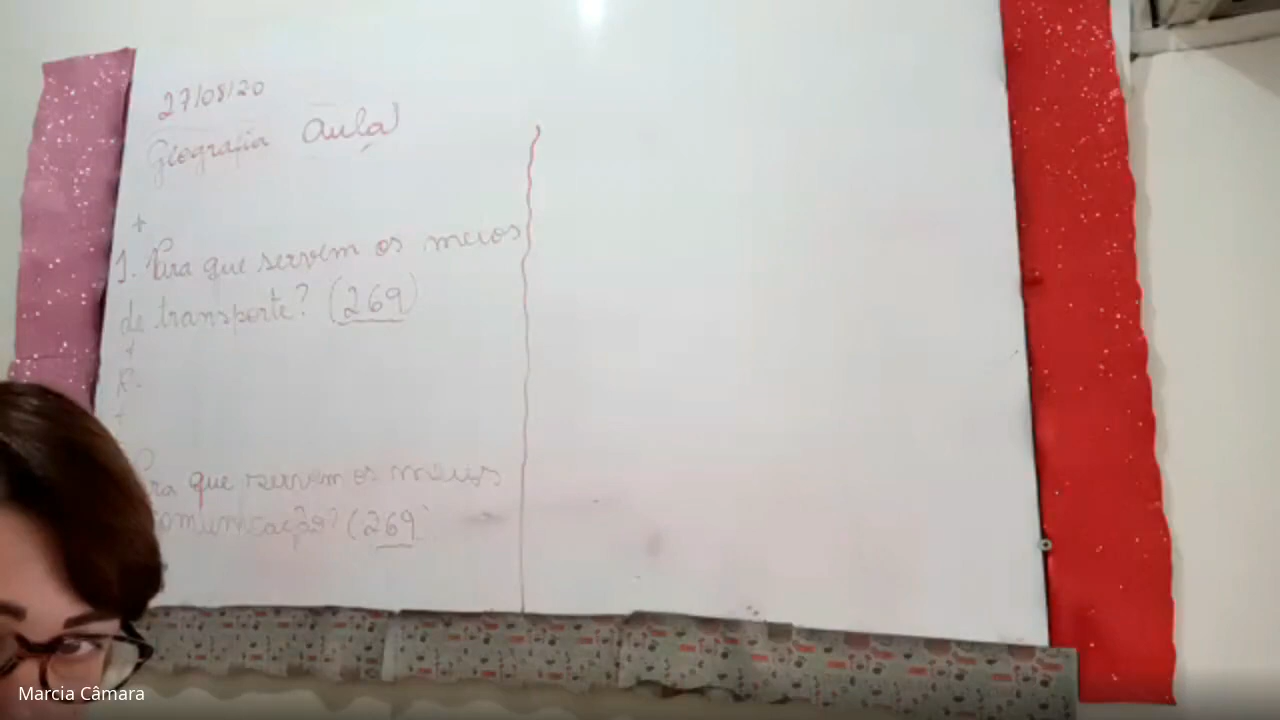 27/08/20
Geografia Aula
+
1. Para que servem os meios
de transporte? (269)
+
R-
+
Para que servem os meios
comunicação? (269)
Marcia Câmara